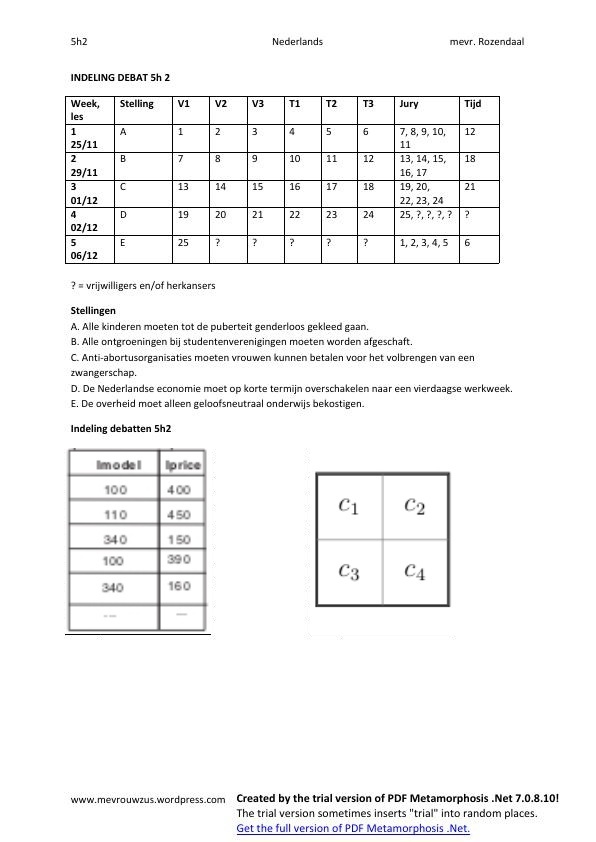 5h2 Nederlands mevr. Rozendaal
INDELING DEBAT 5h 2
Week, les Stelling V1 V2 V3 T1 T2 T3 Jury Tijd
1 25/11 A 1 2 3 4 5 6 7, 8, 9, 10, 11 12
2 29/11 B 7 8 9 10 11 12 13, 14, 15, 16, 17 18
3 01/12 C 13 14 15 16 17 18 19, 20, 22, 23, 24 21
4 02/12 D 19 20 21 22 23 24 25, ?, ?, ?, ? ?
5 06/12 E 25 ? ? ? ? ? 1, 2, 3, 4, 5 6
? = vrijwilligers en/of herkansers
Stellingen
A. Alle kinderen moeten tot de puberteit genderloos gekleed gaan.
B. Alle ontgroeningen bij studentenverenigingen moeten worden afgeschaft.
C. Anti-abortusorganisaties moeten vrouwen kunnen betalen voor het volbrengen van een
zwangerschap.
D. De Nederlandse economie moet op korte termijn overschakelen naar een vierdaagse werkweek.
E. De overheid moet alleen geloofsneutraal onderwijs bekostigen.
Indeling debatten 5h2
lmodel lprice
100 400
110 450
340 150
100 390
340 160
--- ---
c1 c2
c3 c4
www.mevrouwzus.wordpress.com Created by the trial version of PDF Metamorphosis .Net 7.0.8.10!
The trial version sometimes inserts "trial" into random places.
Get the full version of PDF Metamorphosis .Net.